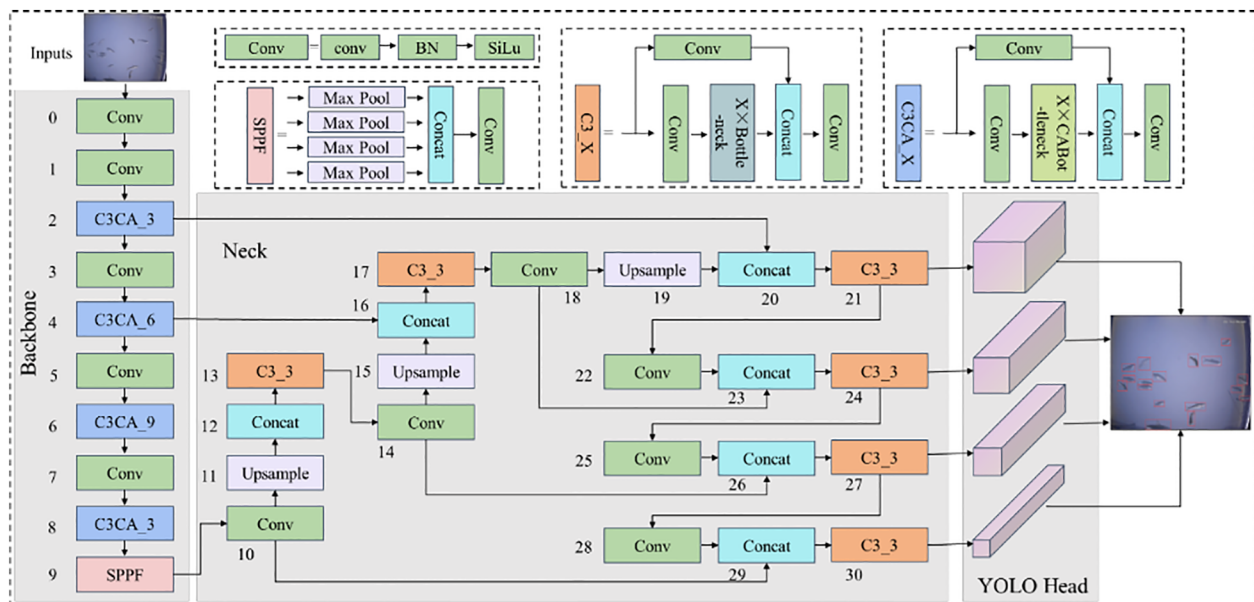 Inputs
Conv
=
conv
BN
SiLu
SPPF
=
Max Pool
Max Pool
Max Pool
Max Pool
Concat
Conv
C3_X
=
Conv
Conv
X×Bottle
-neck
Concat
Conv
C3CA_X
=
Conv
Conv
X×CABot
-tleneck
Concat
Conv
Backbone
0
Conv
1
Conv
2
C3CA_3
3
Conv
4
C3CA_6
5
Conv
6
C3CA_9
7
Conv
8
C3CA_3
9
SPPF
Neck
10
Conv
11
Upsample
12
Concat
13
C3_3
14
Conv
15
Upsample
16
Concat
17
C3_3
Conv
18
Upsample
19
Concat
20
C3_3
21
22
Conv
Concat
23
C3_3
24
25
Conv
Concat
26
C3_3
27
28
Conv
Concat
29
C3_3
30
YOLO Head